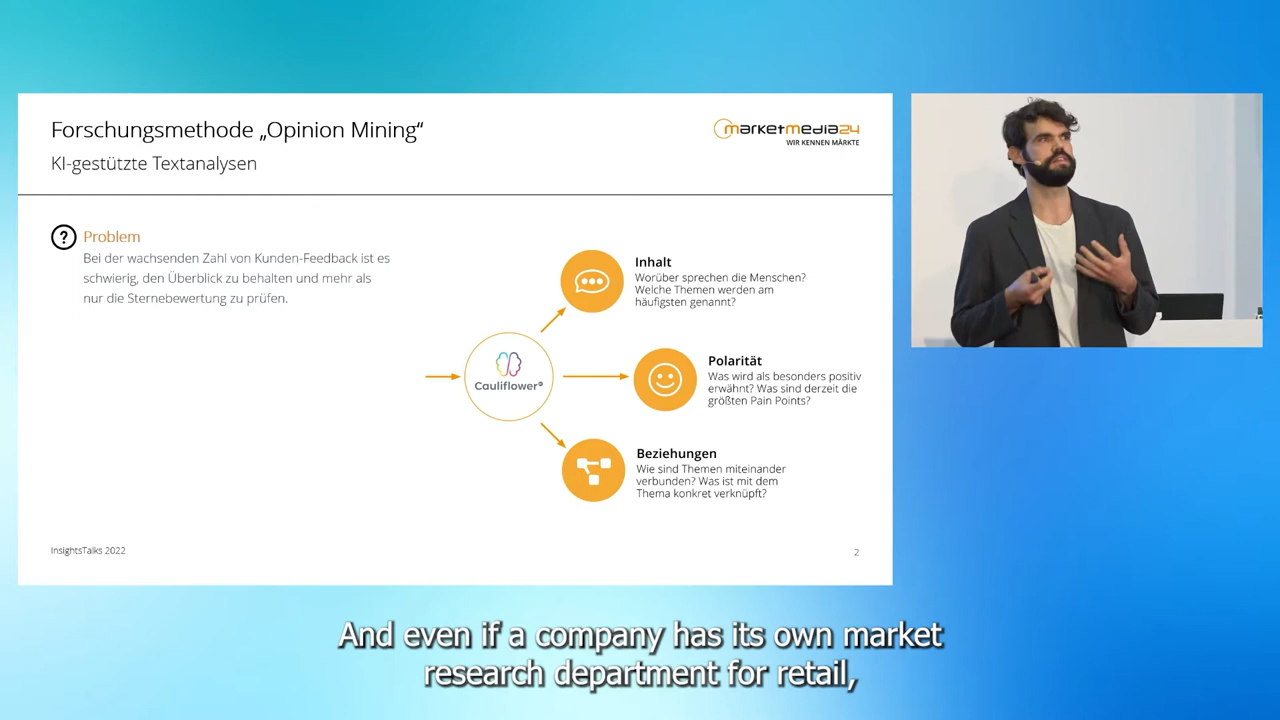 Forschungsmethode „Opinion Mining“
KI-gestützte Textanalysen
marketmedia24
WIR KENNEN MÄRKTE
? Problem
Bei der wachsenden Zahl von Kunden-Feedback ist es
schwierig, den Überblick zu behalten und mehr als
nur die Sternebewertung zu prüfen.
Cauliflower
Inhalt
Worüber sprechen die Menschen?
Welche Themen werden am
häufigsten genannt?
Polarität
Was wird als besonders positiv
erwähnt? Was sind derzeit die
größten Pain Points?
Beziehungen
Wie sind Themen miteinander
verbunden? Was ist mit dem
Thema konkret verknüpft?
InsightsTalks 2022
2
And even if a company has its own market
research department for retail,